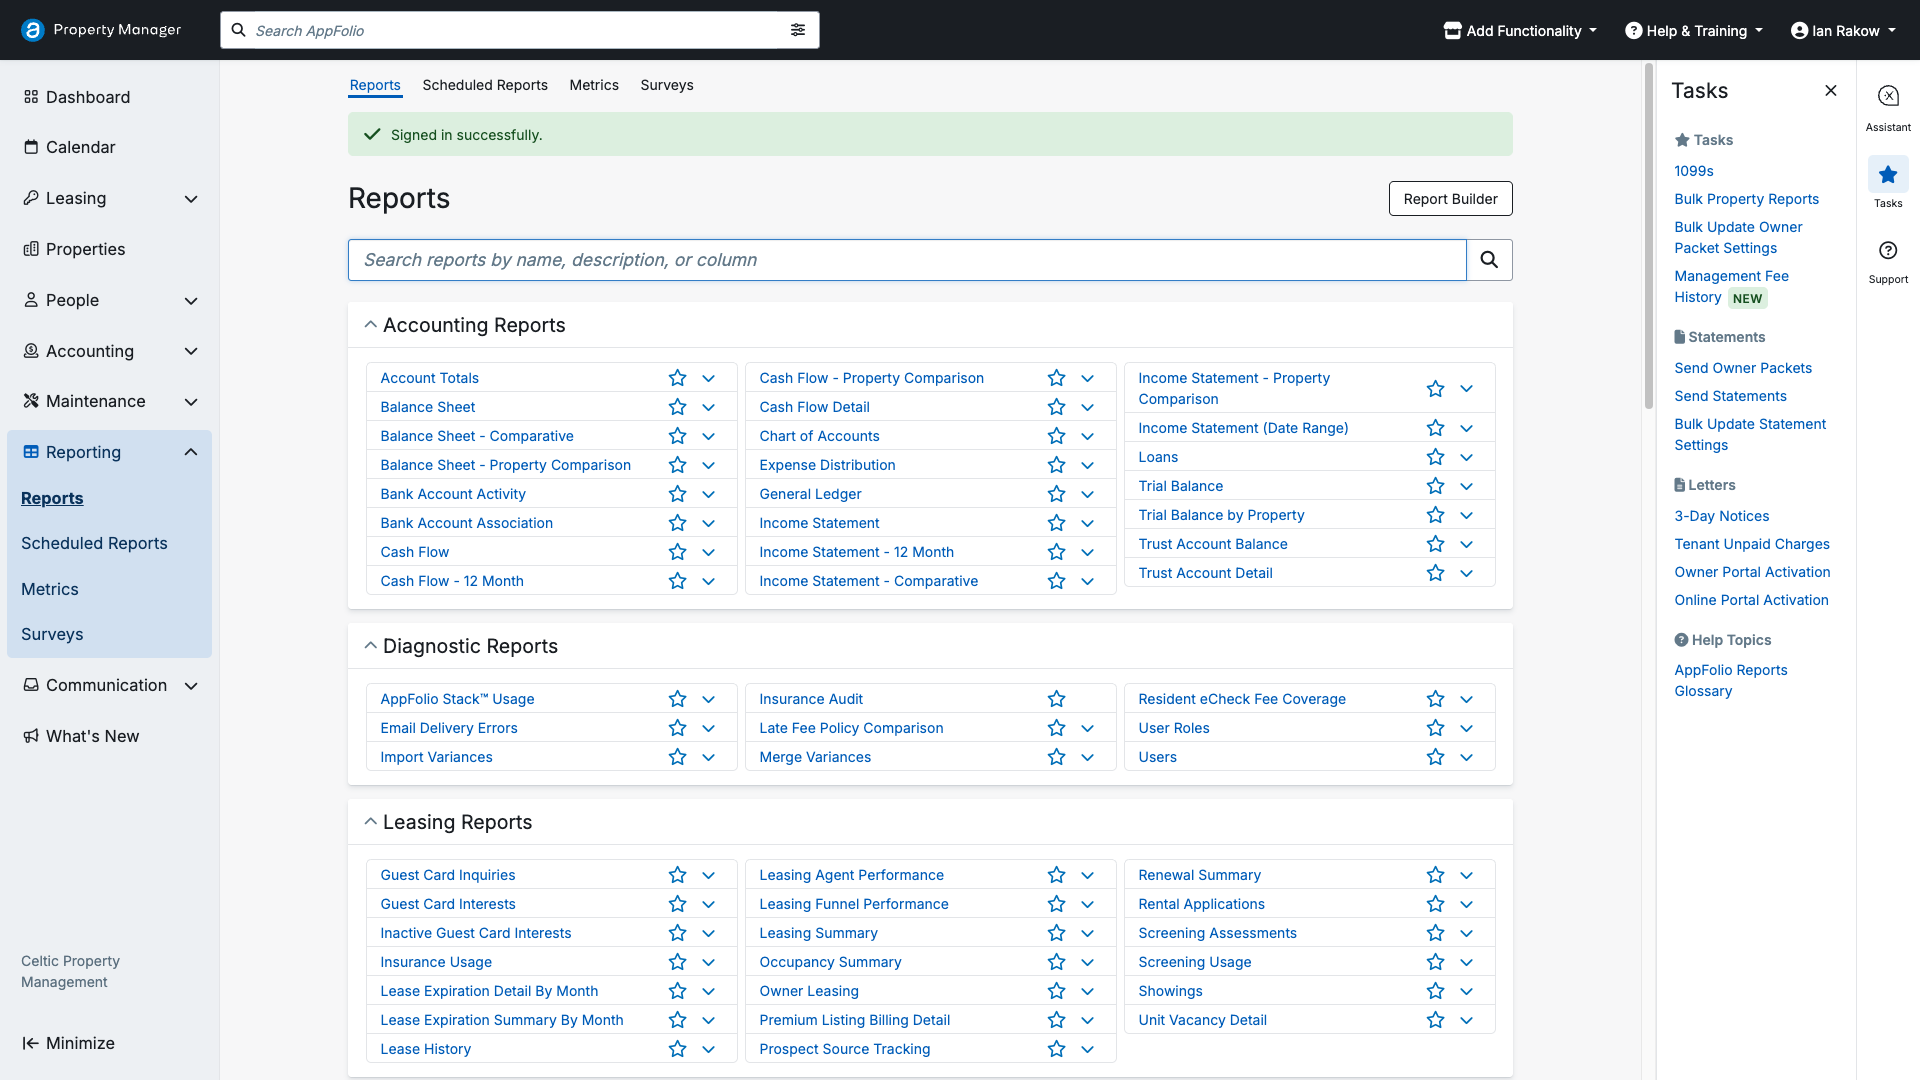 Property Manager
Search AppFolio
Add Functionality
Help & Training
Ian Rakow
Dashboard
Calendar
Leasing
Properties
People
Accounting
Maintenance
Reporting
Reports
Scheduled Reports
Metrics
Surveys
Communication
What's New
Celtic Property
Management
Minimize
Reports
Scheduled Reports
Metrics
Surveys
Signed in successfully.
Reports
Report Builder
Search reports by name, description, or column
Accounting Reports
Account Totals
Balance Sheet
Balance Sheet - Comparative
Balance Sheet - Property Comparison
Bank Account Activity
Bank Account Association
Cash Flow
Cash Flow - 12 Month
Cash Flow - Property Comparison
Cash Flow Detail
Chart of Accounts
Expense Distribution
General Ledger
Income Statement
Income Statement - 12 Month
Income Statement - Comparative
Income Statement - Property
Comparison
Income Statement (Date Range)
Loans
Trial Balance
Trial Balance by Property
Trust Account Balance
Trust Account Detail
Diagnostic Reports
AppFolio Stack™ Usage
Email Delivery Errors
Import Variances
Insurance Audit
Late Fee Policy Comparison
Merge Variances
Resident eCheck Fee Coverage
User Roles
Users
Leasing Reports
Guest Card Inquiries
Guest Card Interests
Inactive Guest Card Interests
Insurance Usage
Lease Expiration Detail By Month
Lease Expiration Summary By Month
Lease History
Leasing Agent Performance
Leasing Funnel Performance
Leasing Summary
Occupancy Summary
Owner Leasing
Premium Listing Billing Detail
Prospect Source Tracking
Renewal Summary
Rental Applications
Screening Assessments
Screening Usage
Showings
Unit Vacancy Detail
Tasks
Tasks
1099s
Bulk Property Reports
Bulk Update Owner
Packet Settings
Management Fee
History NEW
Statements
Send Owner Packets
Send Statements
Bulk Update Statement
Settings
Letters
3-Day Notices
Tenant Unpaid Charges
Owner Portal Activation
Online Portal Activation
Help Topics
AppFolio Reports
Glossary
Assistant
Tasks
Support